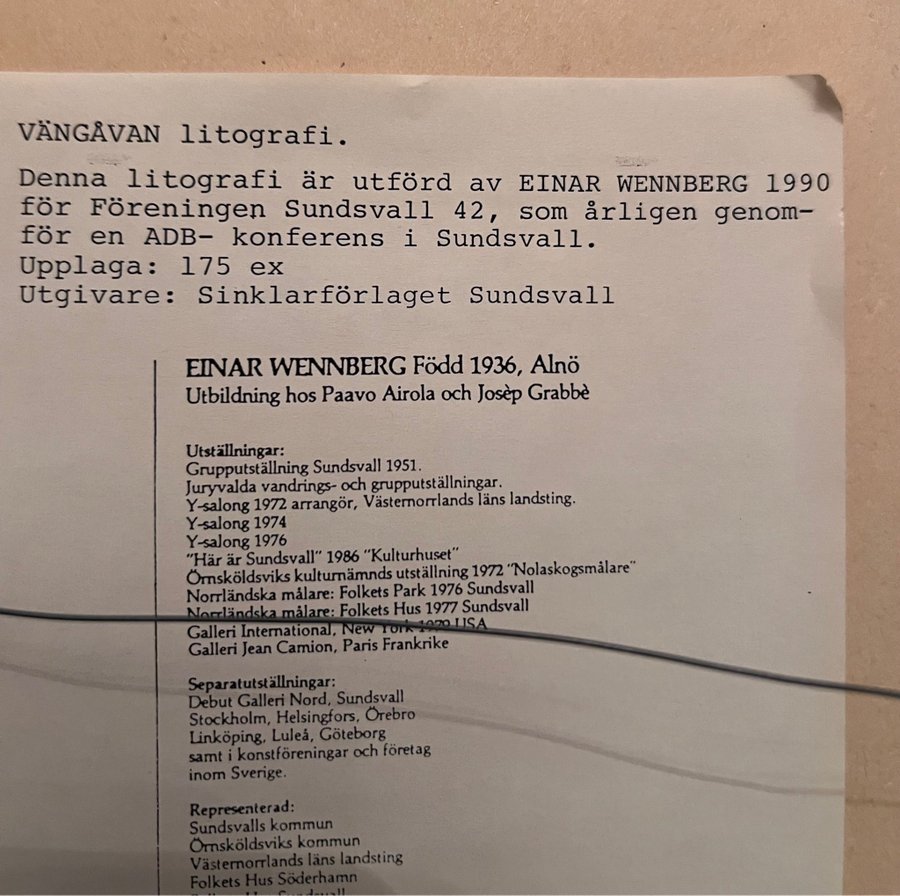 VÄNGÅVAN litografi.
Denna litografi är utförd av EINAR WENNBERG 1990
för Föreningen Sundsvall 42, som årligen genom-
för en ADB- konferens i Sundsvall.
Upplaga: 175 ex
Utgivare: Sinklarförlaget Sundsvall
EINAR WENNBERG Född 1936, Alnö
Utbildning hos Paavo Airola och Josèp Grabbè
Utställningar:
Grupputställning Sundsvall 1951.
Juryvalda vandrings- och grupputställningar.
Y-salong 1972 arrangör, Västernorrlands läns landsting.
Y-salong 1974
Y-salong 1976
"Här är Sundsvall" 1986 "Kulturhuset"
Örnsköldsviks kulturnämnds utställning 1972 "Nolaskogsmålare"
Norrländska målare: Folkets Park 1976 Sundsvall
Norrländska målare: Folkets Hus 1977 Sundsvall
Galleri International, New York 1979 USA
Galleri Jean Camion, Paris Frankrike
Separatutställningar:
Debut Galleri Nord, Sundsvall
Stockholm, Helsingfors, Örebro
Linköping, Luleå, Göteborg
samt i konstföreningar och företag
inom Sverige.
Representerad:
Sundsvalls kommun
Örnsköldsviks kommun
Västernorrlands läns landsting
Folkets Hus Söderhamn